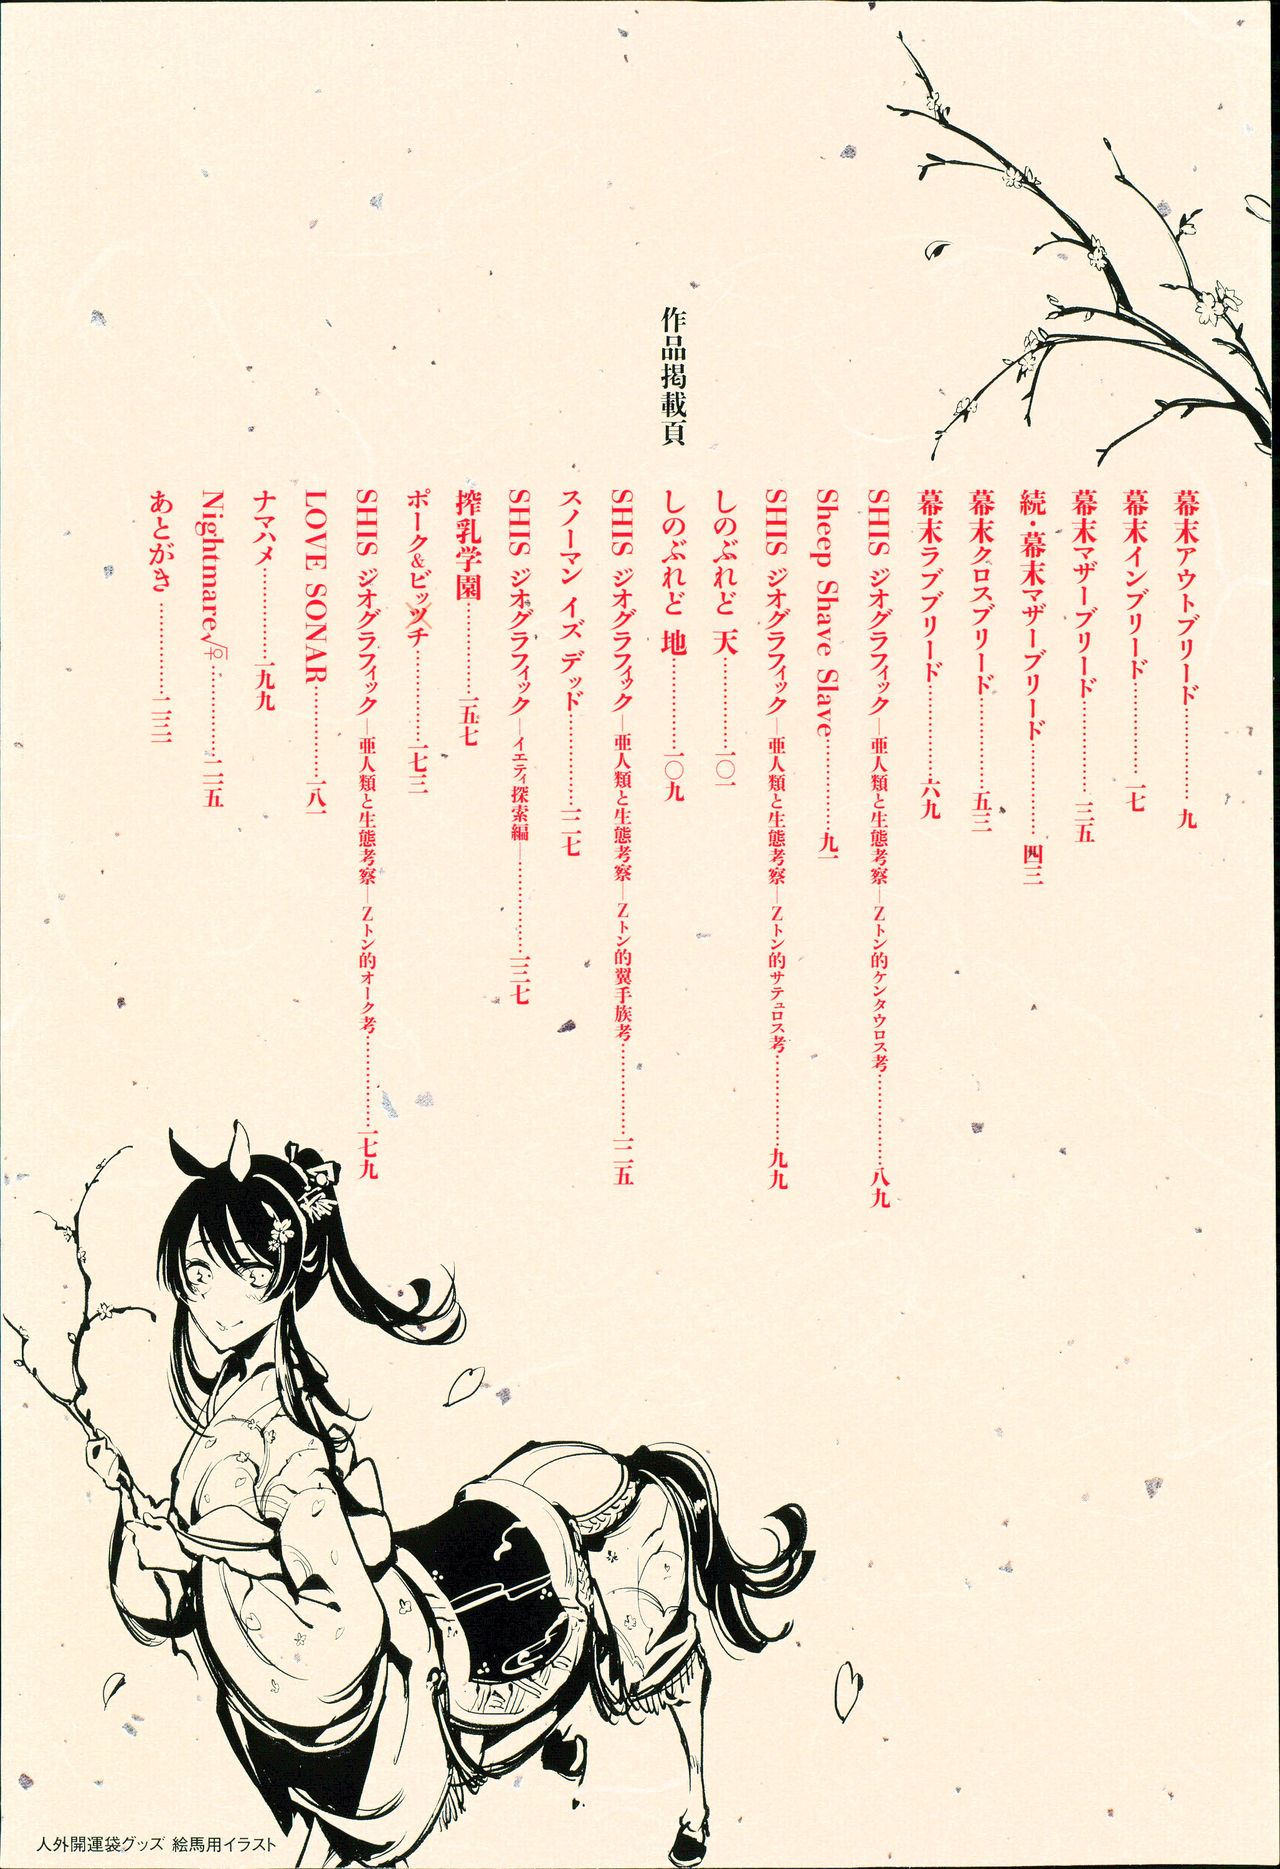 作品掲載頁
幕末アウトブリード…………… 九
幕末インブリード…………… 一七
幕末マザーブリード…………… 三五
続・幕末マザーブリード…………… 四三
幕末クロスブリード…………… 五三
幕末ラブブリード…………… 六九
SHIS ジオグラフィック―亜人類と生態考察―Zトン的ケンタウロス考…………… 八九
Sheep Shave Slave…………… 九一
SHIS ジオグラフィック―亜人類と生態考察―Zトン的サテュロス考…………… 九九
しのぶれど 天…………… 一〇一
しのぶれど 地…………… 一〇九
SHIS ジオグラフィック―亜人類と生態考察―Zトン的翼手族考…………… 一二五
スノーマン イズ デッド…………… 一二七
SHIS ジオグラフィック―イエティ探索編―…………… 一三七
搾乳学園…………… 一五七
ポーク&ビッッチ…………… 一七三
SHIS ジオグラフィック―亜人類と生態考察―Zトン的オーク考…………… 一七九
LOVE SONAR…………… 一八一
ナマハメ…………… 一九九
Nightmare√♀…………… 二一五
あとがき…………… 二三一
人外開運袋グッズ 絵馬用イラスト